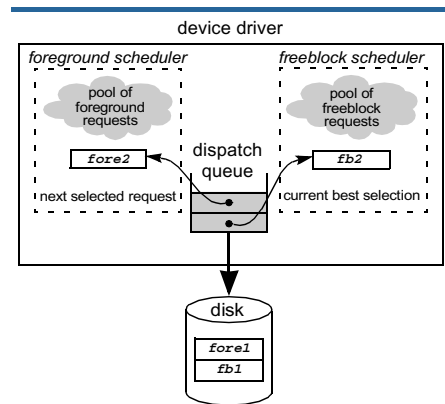 device driver
foreground scheduler
freeblock scheduler
pool of
foreground
requests
pool of
freeblock
requests
dispatch
queue
fore2
fb2
next selected request
current best selection
disk
fore1
fb1